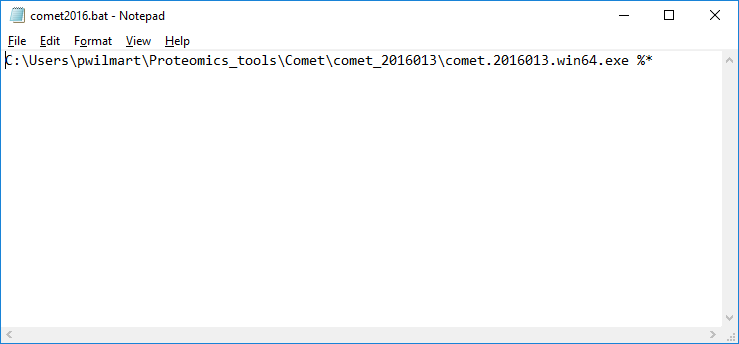 comet2016.bat - Notepad
File Edit Format View Help
C:\Users\pwilmart\Proteomics_tools\Comet\comet_2016013\comet.2016013.win64.exe %*